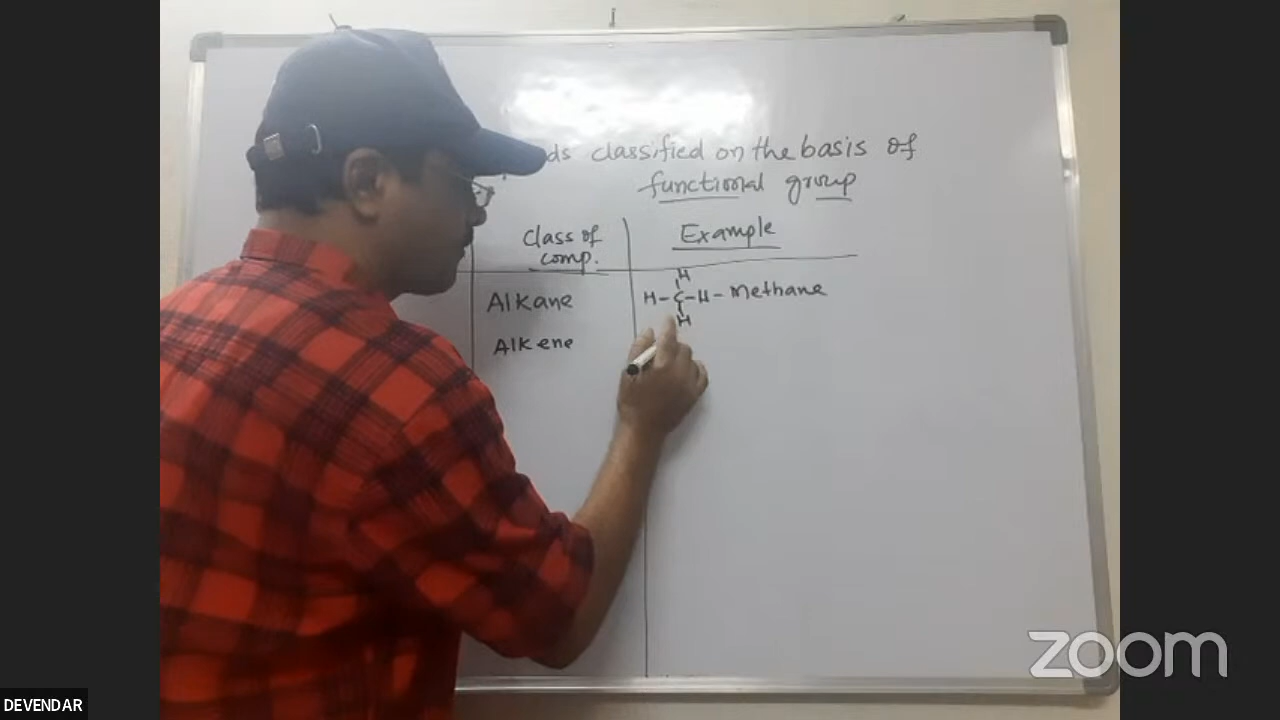 ds classified on the basis of
functional group
Class of
comp.
Example
Alkane
H
H-C-H- Methane
H
Alkene
zoom
DEVENDAR